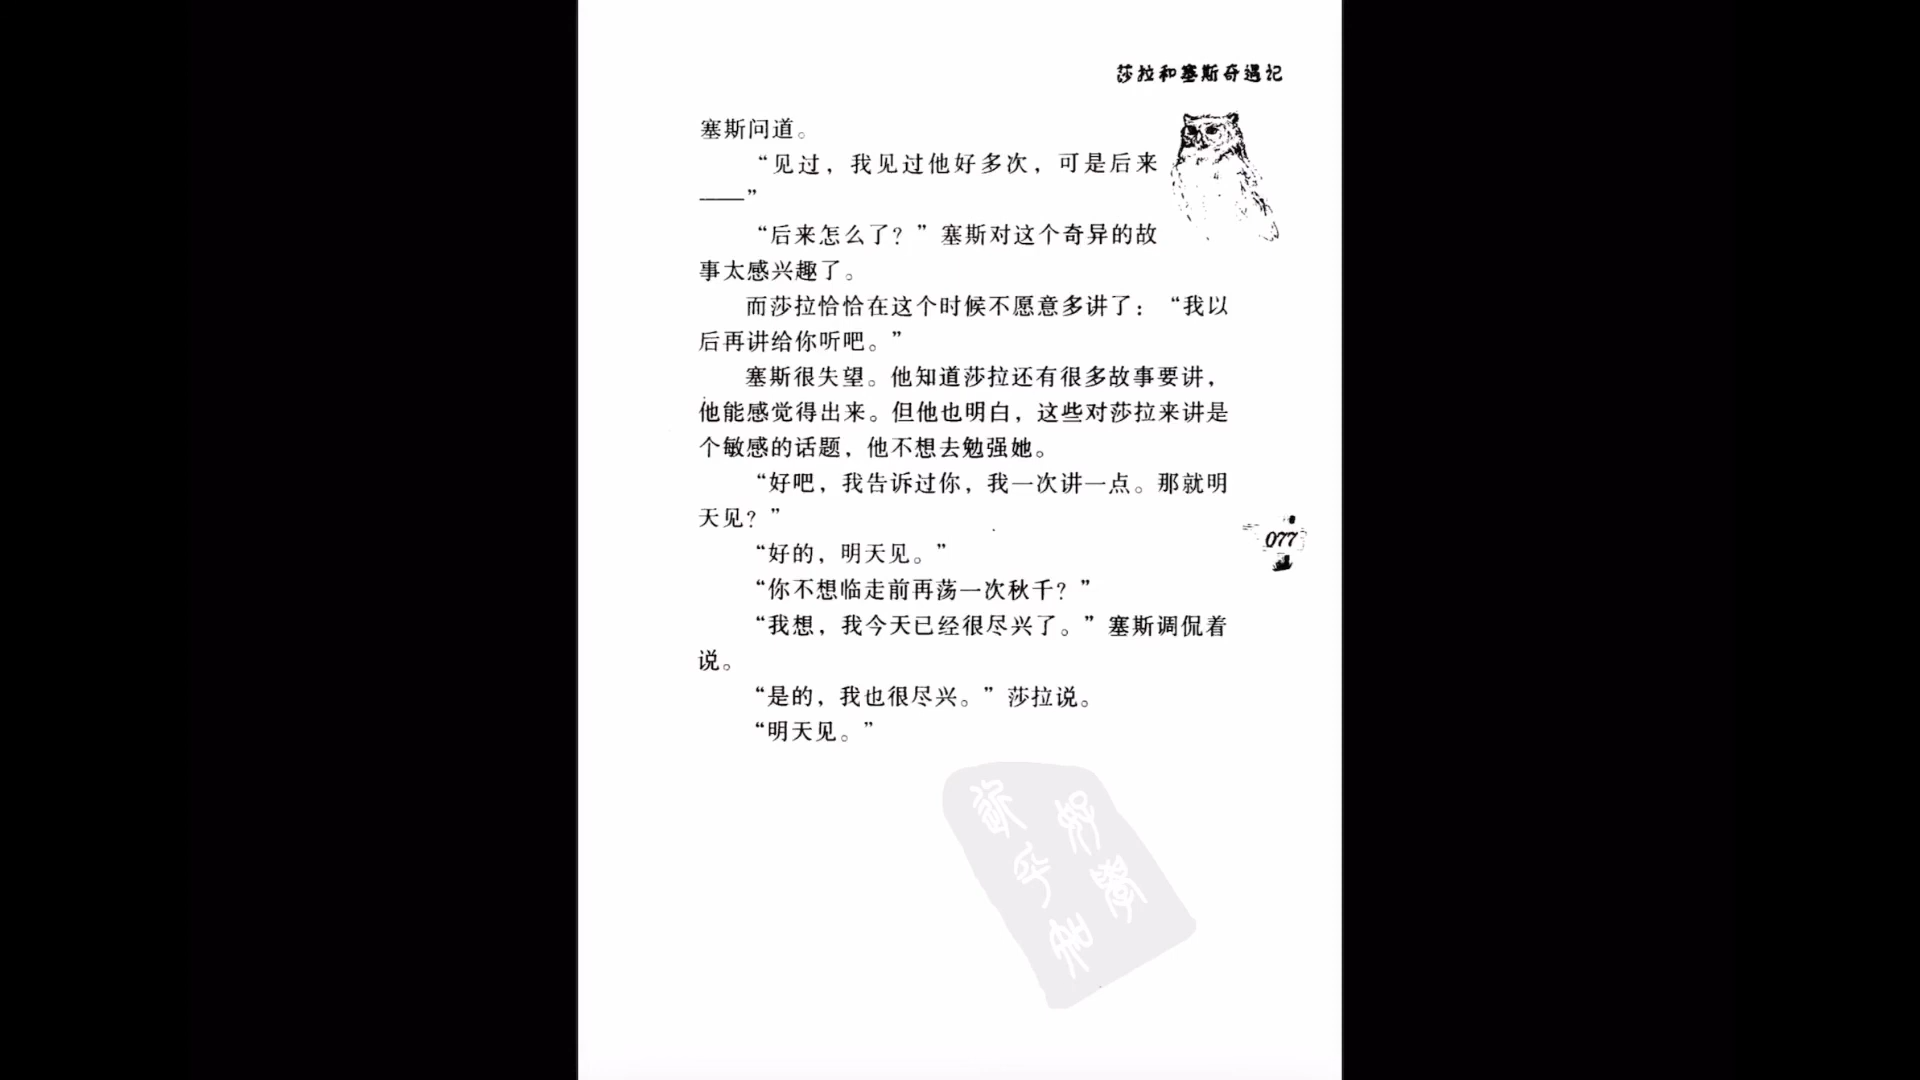 莎拉和塞斯奇遇记
塞斯问道。
“见过，我见过他好多次，可是后来
——”
“后来怎么了？”塞斯对这个奇异的故
事太感兴趣了。
而莎拉恰恰在这个时候不愿意多讲了：“我以
后再讲给你听吧。”
塞斯很失望。他知道莎拉还有很多故事要讲，
他能感觉得出来。但他也明白，这些对莎拉来讲是
个敏感的话题，他不想去勉强她。
“好吧，我告诉过你，我一次讲一点。那就明
天见？”
“好的，明天见。”
077
“你不想临走前再荡一次秋千？”
“我想，我今天已经很尽兴了。”塞斯调侃着
说。
“是的，我也很尽兴。”莎拉说。
“明天见。”